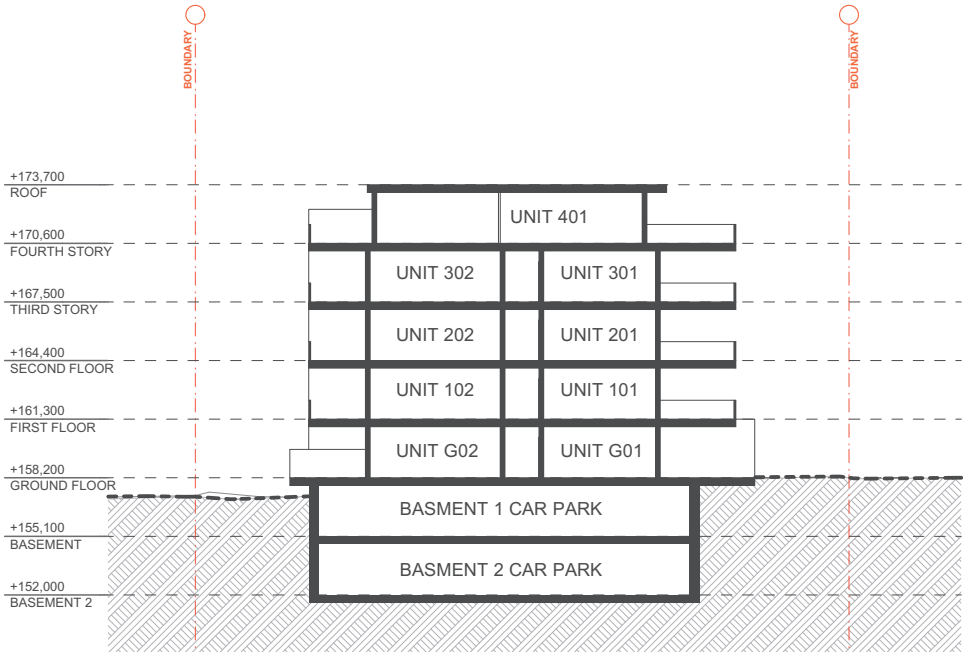 BOUNDARY
BOUNDARY
+173,700
ROOF
UNIT 401
+170,600
FOURTH STORY
UNIT 302
UNIT 301
+167,500
THIRD STORY
UNIT 202
UNIT 201
+164,400
SECOND FLOOR
UNIT 102
UNIT 101
+161,300
FIRST FLOOR
UNIT G02
UNIT G01
+158,200
GROUND FLOOR
BASMENT 1 CAR PARK
+155,100
BASEMENT
BASMENT 2 CAR PARK
+152,000
BASEMENT 2